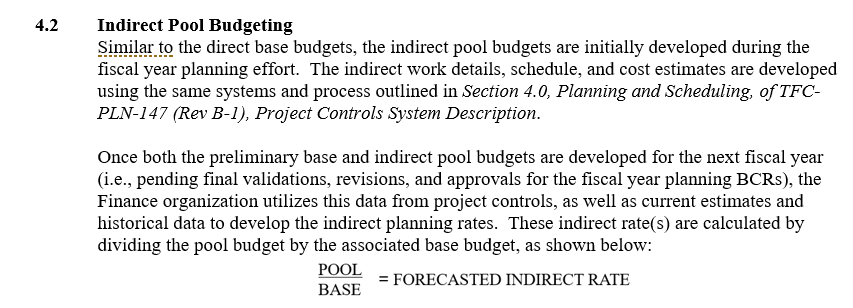 4.2 Indirect Pool Budgeting
Similar to the direct base budgets, the indirect pool budgets are initially developed during the
fiscal year planning effort. The indirect work details, schedule, and cost estimates are developed
using the same systems and process outlined in Section 4.0, Planning and Scheduling, of TFC-
PLN-147 (Rev B-1), Project Controls System Description.
Once both the preliminary base and indirect pool budgets are developed for the next fiscal year
(i.e., pending final validations, revisions, and approvals for the fiscal year planning BCRs), the
Finance organization utilizes this data from project controls, as well as current estimates and
historical data to develop the indirect planning rates. These indirect rate(s) are calculated by
dividing the pool budget by the associated base budget, as shown below:
POOL
BASE
= FORECASTED INDIRECT RATE